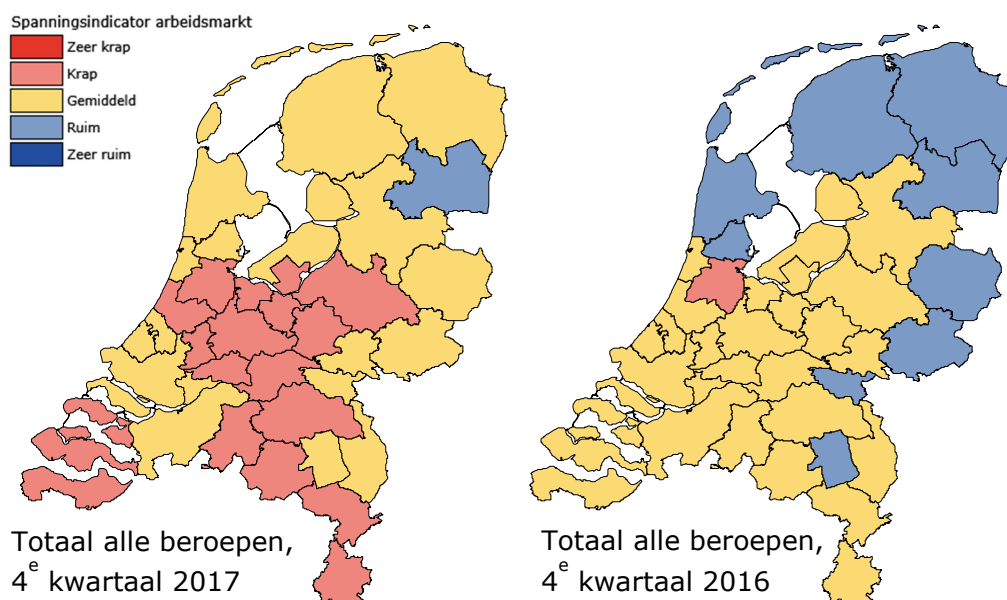 Spanningsindicator arbeidsmarkt
Zeer krap
Krap
Gemiddeld
Ruim
Zeer ruim
Totaal alle beroepen,
4e kwartaal 2017
Totaal alle beroepen,
4e kwartaal 2016